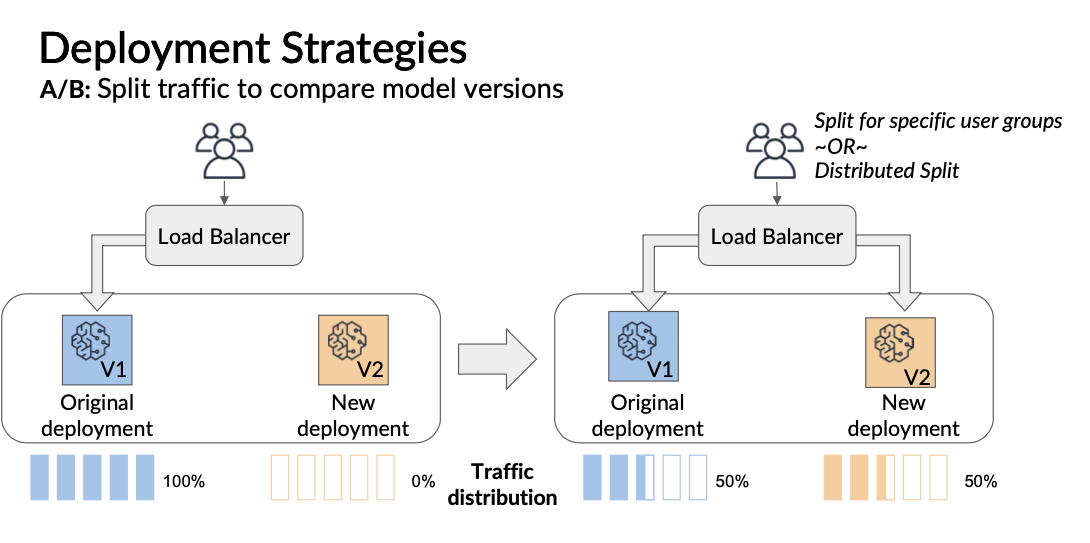 Deployment Strategies
A/B: Split traffic to compare model versions
Split for specific user groups
~OR~
Distributed Split
Load Balancer
Load Balancer
V1
V2
V1
V2
Original
deployment
New
deployment
Original
deployment
New
deployment
100%
0%
Traffic
distribution
50%
50%